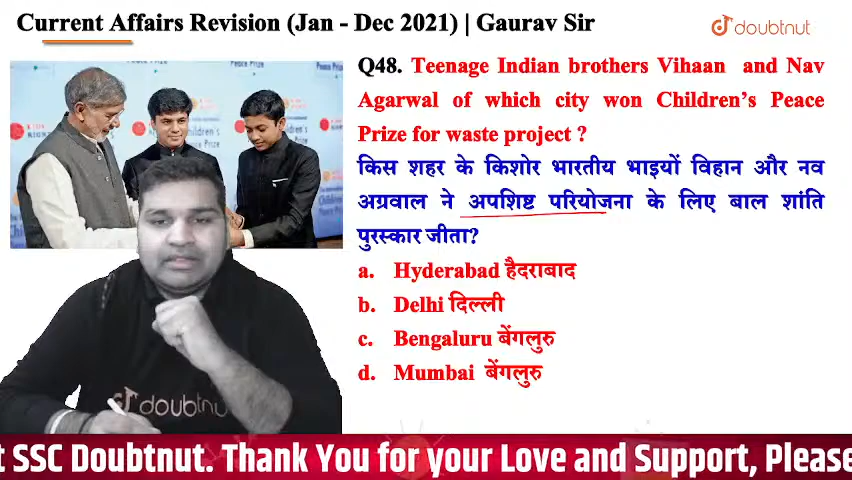 Current Affairs Revision (Jan - Dec 2021) | Gaurav Sir
doubtnut
Q48. Teenage Indian brothers Vihaan and Nav
Agarwal of which city won Children's Peace
Prize for waste project ?
किस शहर के किशोर भारतीय भाइयों विहान और नव
अग्रवाल ने अपशिष्ट परियोजना के लिए बाल शांति
पुरस्कार जीता?
a. Hyderabad हैदराबाद
b. Delhi दिल्ली
c. Bengaluru बेंगलुरु
d. Mumbai बेंगलुरु
doubtnut
t SSC Doubtnut. Thank You for your Love and Support, Please